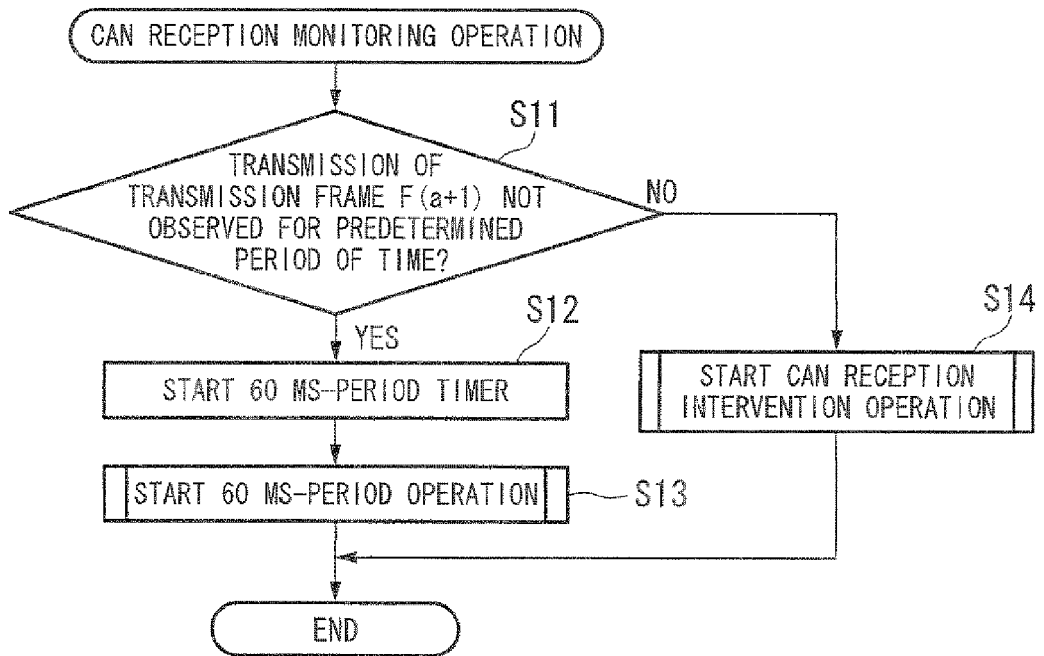 CAN RECEPTION MONITORING OPERATION
S11
TRANSMISSION OF
TRANSMISSION FRAME F(a+1) NOT
OBSERVED FOR PREDETERMINED
PERIOD OF TIME?
NO
YES
S12
START 60 MS-PERIOD TIMER
S14
START CAN RECEPTION
INTERVENTION OPERATION
START 60 MS-PERIOD OPERATION
S13
END